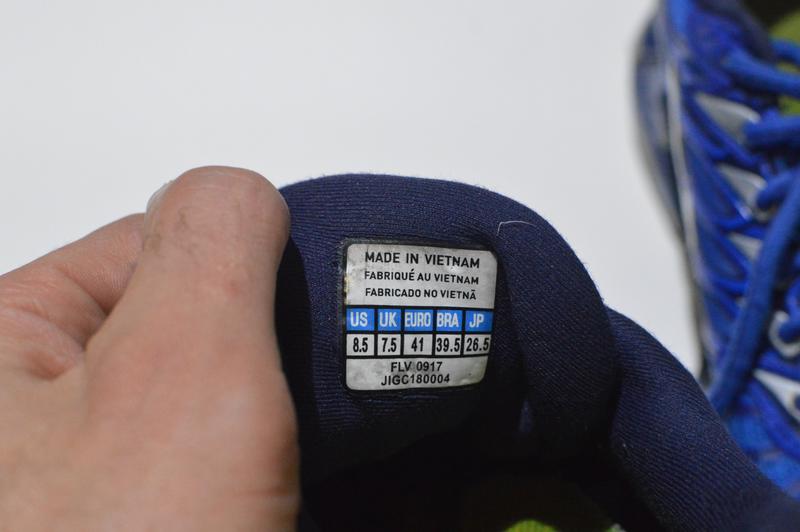 MADE IN VIETNAM
FABRIQUÉ AU VIETNAM
FABRICADO NO VIETNÃ
US UK EURO BRA JP
8.5 7.5 41 39.5 26.5
FLV 0917
JIGC180004